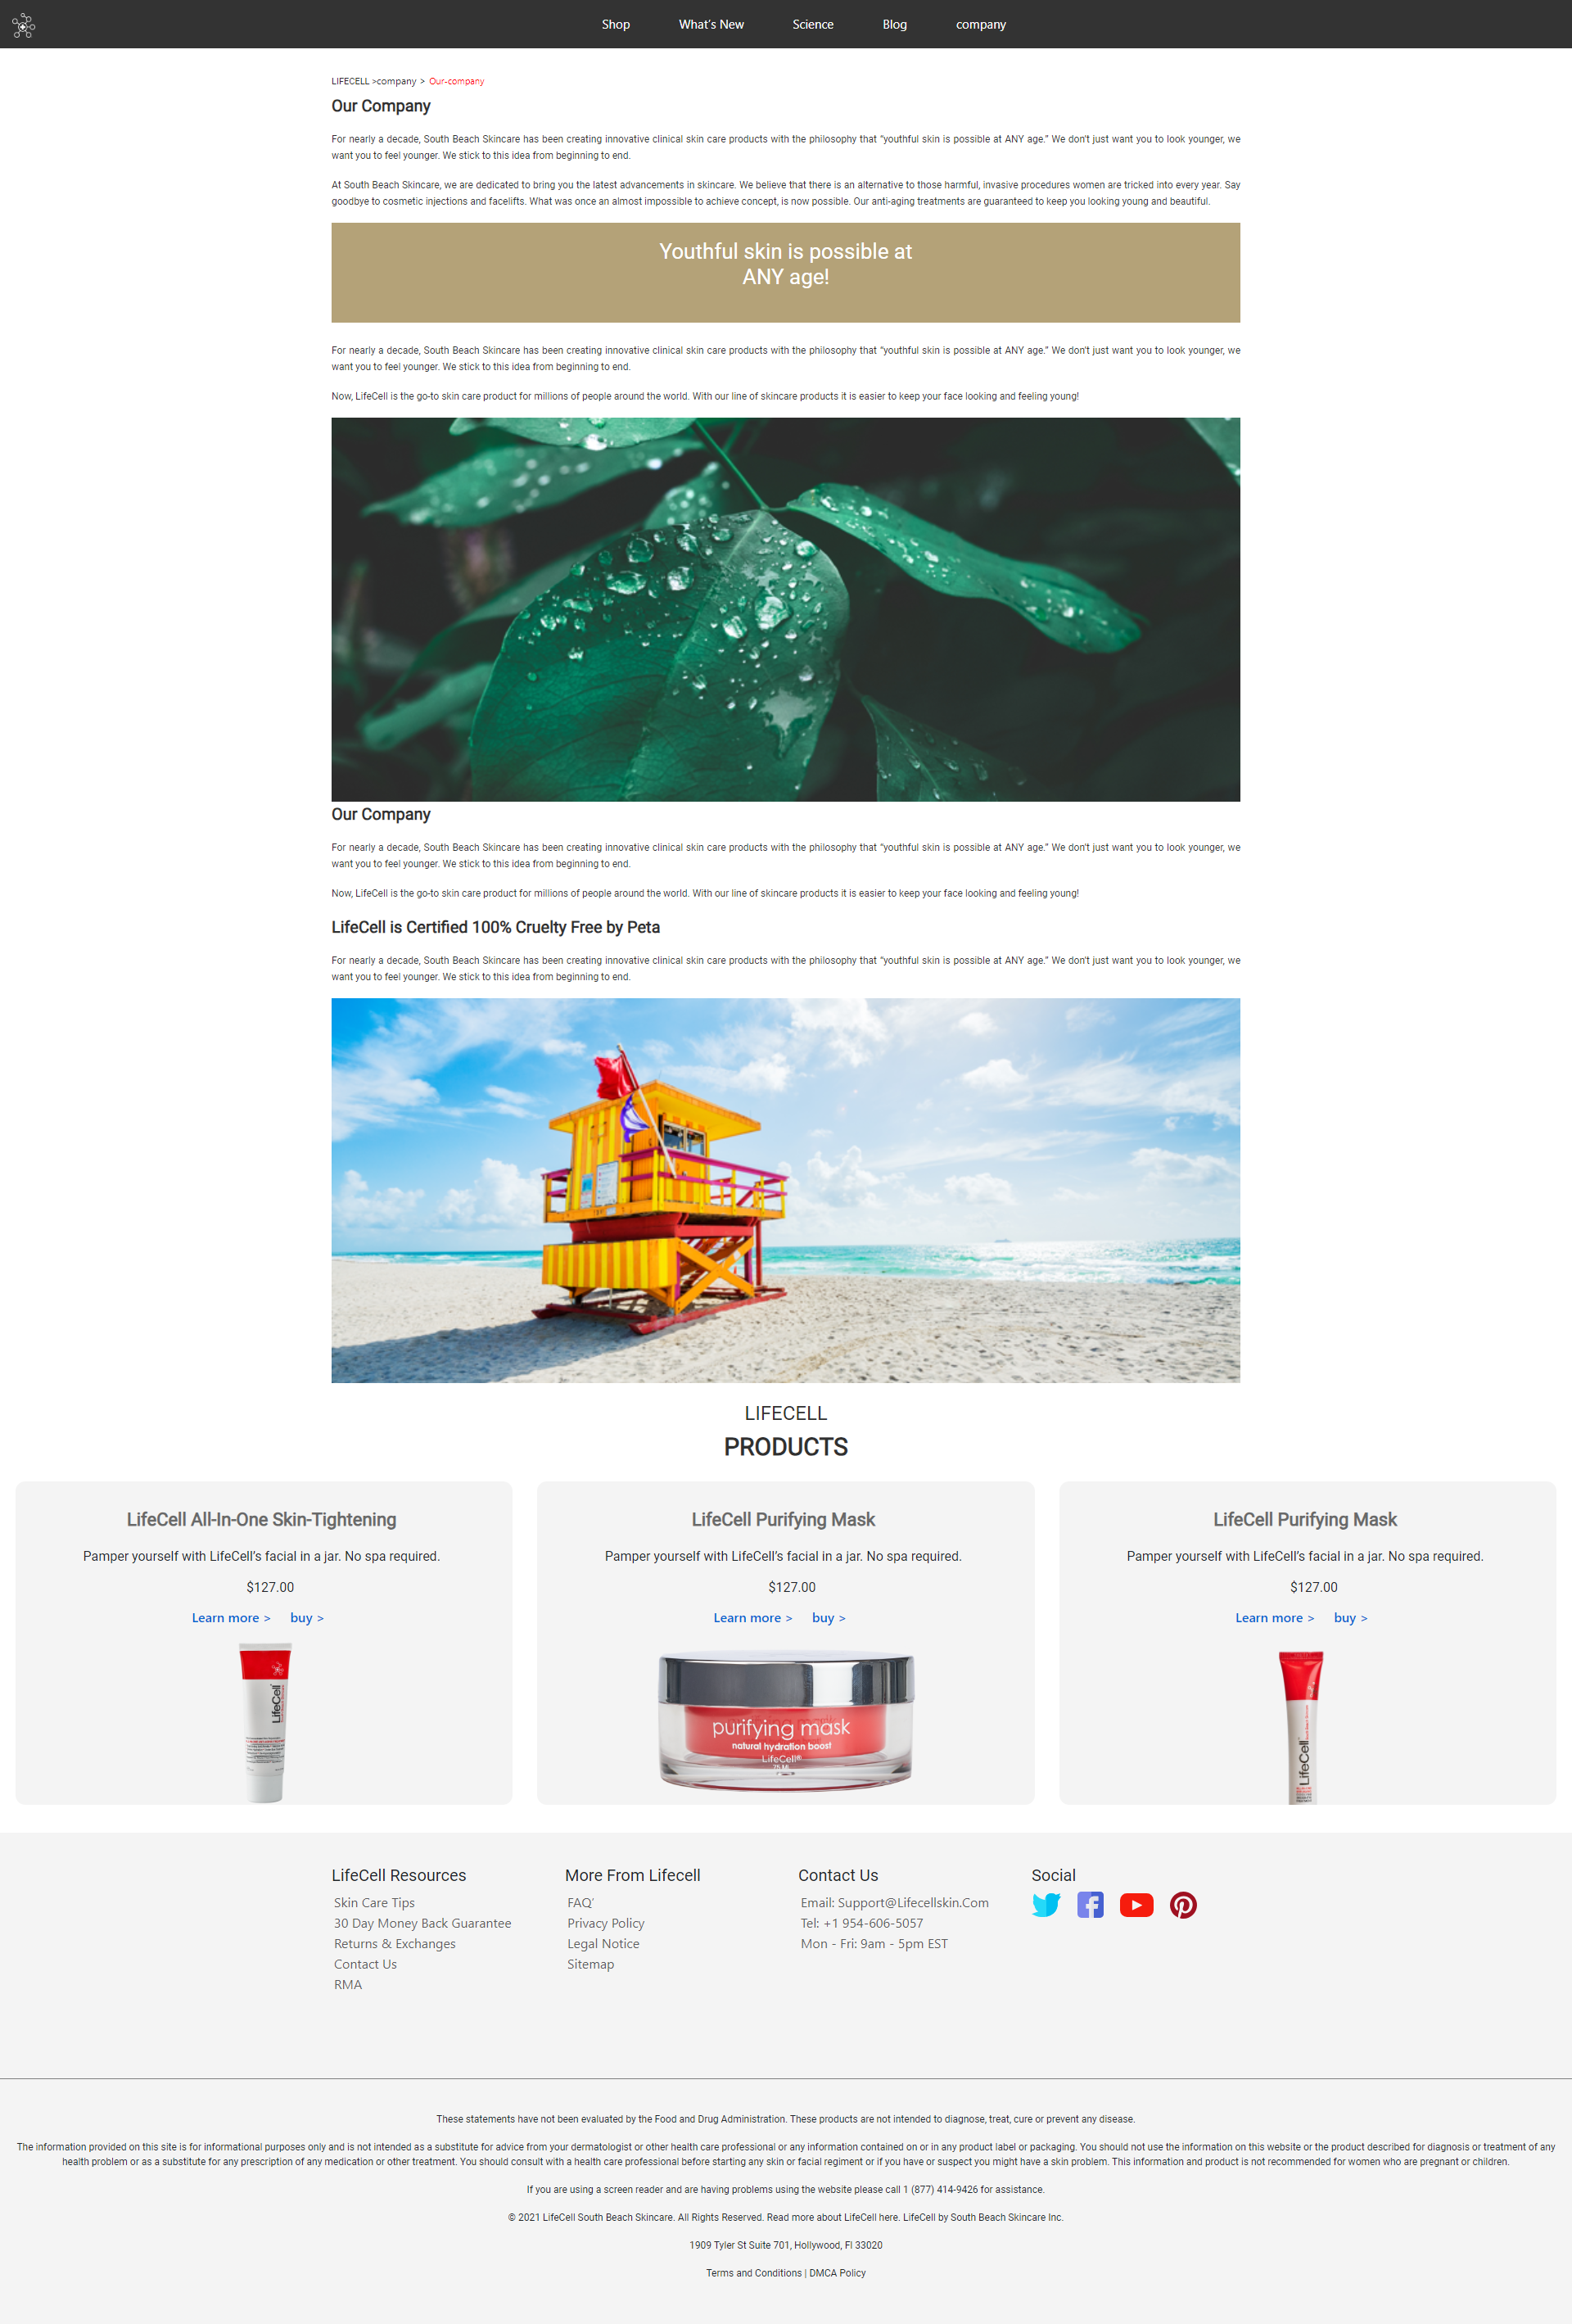 Shop What's New Science Blog company
LIFECELL >company > Our-company
Our Company
For nearly a decade, South Beach Skincare has been creating innovative clinical skin care products with the philosophy that “youthful skin is possible at ANY age.” We don't just want you to look younger, we
want you to feel younger. We stick to this idea from beginning to end.
At South Beach Skincare, we are dedicated to bring you the latest advancements in skincare. We believe that there is an alternative to those harmful, invasive procedures women are tricked into every year. Say
goodbye to cosmetic injections and facelifts. What was once an almost impossible to achieve concept, is now possible. Our anti-aging treatments are guaranteed to keep you looking young and beautiful.
Youthful skin is possible at
ANY age!
For nearly a decade, South Beach Skincare has been creating innovative clinical skin care products with the philosophy that “youthful skin is possible at ANY age.” We don't just want you to look younger, we
want you to feel younger. We stick to this idea from beginning to end.
Now, LifeCell is the go-to skin care product for millions of people around the world. With our line of skincare products it is easier to keep your face looking and feeling young!
Our Company
For nearly a decade, South Beach Skincare has been creating innovative clinical skin care products with the philosophy that “youthful skin is possible at ANY age.” We don't just want you to look younger, we
want you to feel younger. We stick to this idea from beginning to end.
Now, LifeCell is the go-to skin care product for millions of people around the world. With our line of skincare products it is easier to keep your face looking and feeling young!
LifeCell is Certified 100% Cruelty Free by Peta
For nearly a decade, South Beach Skincare has been creating innovative clinical skin care products with the philosophy that “youthful skin is possible at ANY age.” We don't just want you to look younger, we
want you to feel younger. We stick to this idea from beginning to end.
LIFECELL
PRODUCTS
LifeCell All-In-One Skin-Tightening
Pamper yourself with LifeCell's facial in a jar. No spa required.
$127.00
Learn more > buy >
LifeCell
LifeCell Purifying Mask
Pamper yourself with LifeCell's facial in a jar. No spa required.
$127.00
Learn more > buy >
purifying mask
natural hydration boost
LifeCell®
LifeCell Purifying Mask
Pamper yourself with LifeCell's facial in a jar. No spa required.
$127.00
Learn more > buy >
LifeCell
LifeCell Resources
Skin Care Tips
30 Day Money Back Guarantee
Returns & Exchanges
Contact Us
RMA
More From Lifecell
FAQ'
Privacy Policy
Legal Notice
Sitemap
Contact Us
Email: Support@Lifecellskin.Com
Tel: +1 954-606-5057
Mon - Fri: 9am - 5pm EST
Social
These statements have not been evaluated by the Food and Drug Administration. These products are not intended to diagnose, treat, cure or prevent any disease.
The information provided on this site is for informational purposes only and is not intended as a substitute for advice from your dermatologist or other health care professional or any information contained on or in any product label or packaging. You should not use the information on this website or the product described for diagnosis or treatment of any
health problem or as a substitute for any prescription of any medication or other treatment. You should consult with a health care professional before starting any skin or facial regiment or if you have or suspect you might have a skin problem. This information and product is not recommended for women who are pregnant or children.
If you are using a screen reader and are having problems using the website please call 1 (877) 414-9426 for assistance.
© 2021 LifeCell South Beach Skincare. All Rights Reserved. Read more about LifeCell here. LifeCell by South Beach Skincare Inc.
1909 Tyler St Suite 701, Hollywood, Fl 33020
Terms and Conditions | DMCA Policy